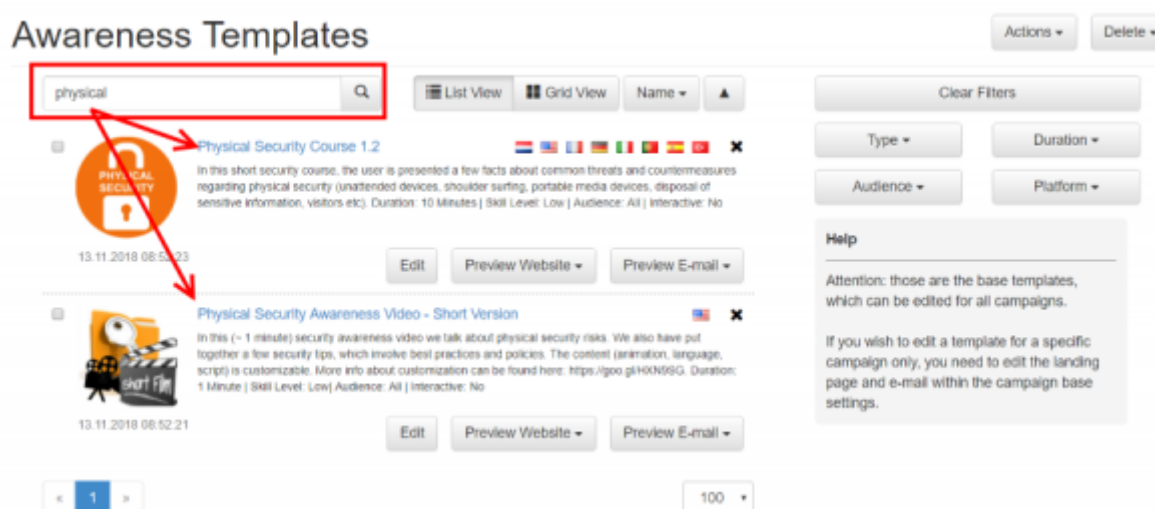 Awareness Templates
Actions
Delete
physical
List View
Grid View
Name
Clear Filters
Type
Duration
Audience
Platform
Physical Security Course 1.2
PHYSICAL
SECURITY
In this short security course, the user is presented a few facts about common threats and countermeasures
regarding physical security (unattended devices, shoulder surfing, portable media devices, disposal of
sensitive information, visitors etc). Duration: 10 Minutes | Skill Level: Low | Audience: All | Interactive: No
13.11.2018 08:52:23
Edit
Preview Website
Preview E-mail
Help
Attention: those are the base templates,
which can be edited for all campaigns.
If you wish to edit a template for a specific
campaign only, you need to edit the landing
page and e-mail within the campaign base
settings.
Physical Security Awareness Video - Short Version
Short Film
In this (~ 1 minute) security awareness video we talk about physical security risks. We also have put
together a few security tips, which involve best practices and policies. The content (animation, language,
script) is customizable. More info about customization can be found here: https://goo.gl/HXN9SG. Duration:
1 Minute | Skill Level: Low| Audience: All | Interactive: No
13.11.2018 08:52:21
Edit
Preview Website
Preview E-mail
« 1 »
100